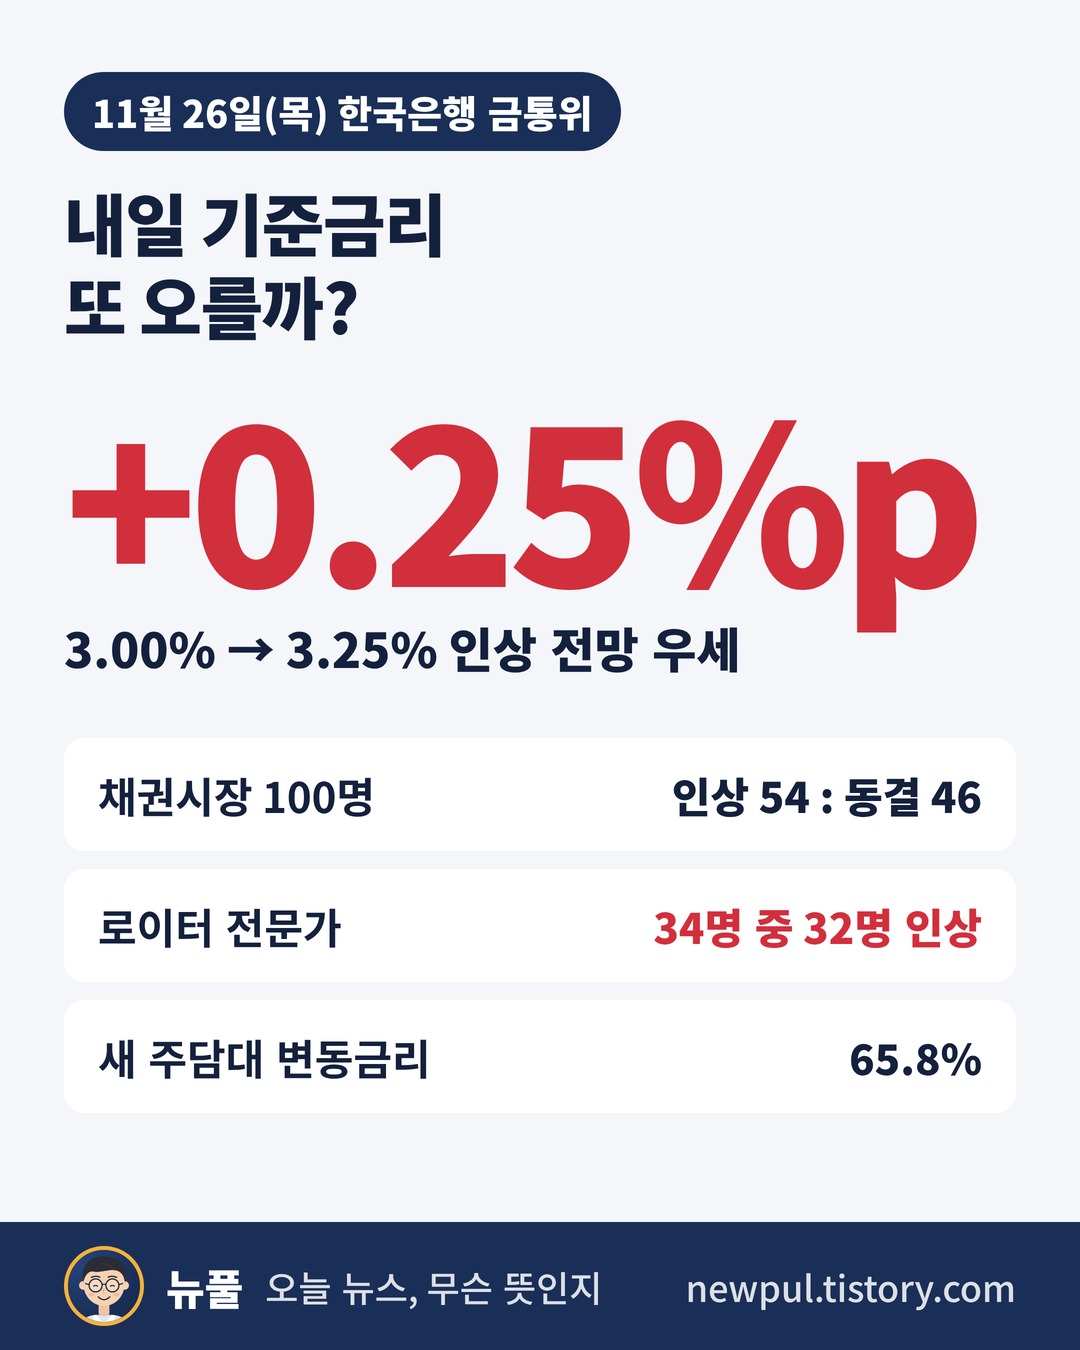 11월 26일(목) 한국은행 금통위
내일 기준금리
또 오를까?
+0.25%p
3.00% → 3.25% 인상 전망 우세
채권시장 100명 인상 54 : 동결 46
로이터 전문가 34명 중 32명 인상
새 주담대 변동금리 65.8%
뉴풀 오늘 뉴스, 무슨 뜻인지 newpul.tistory.com